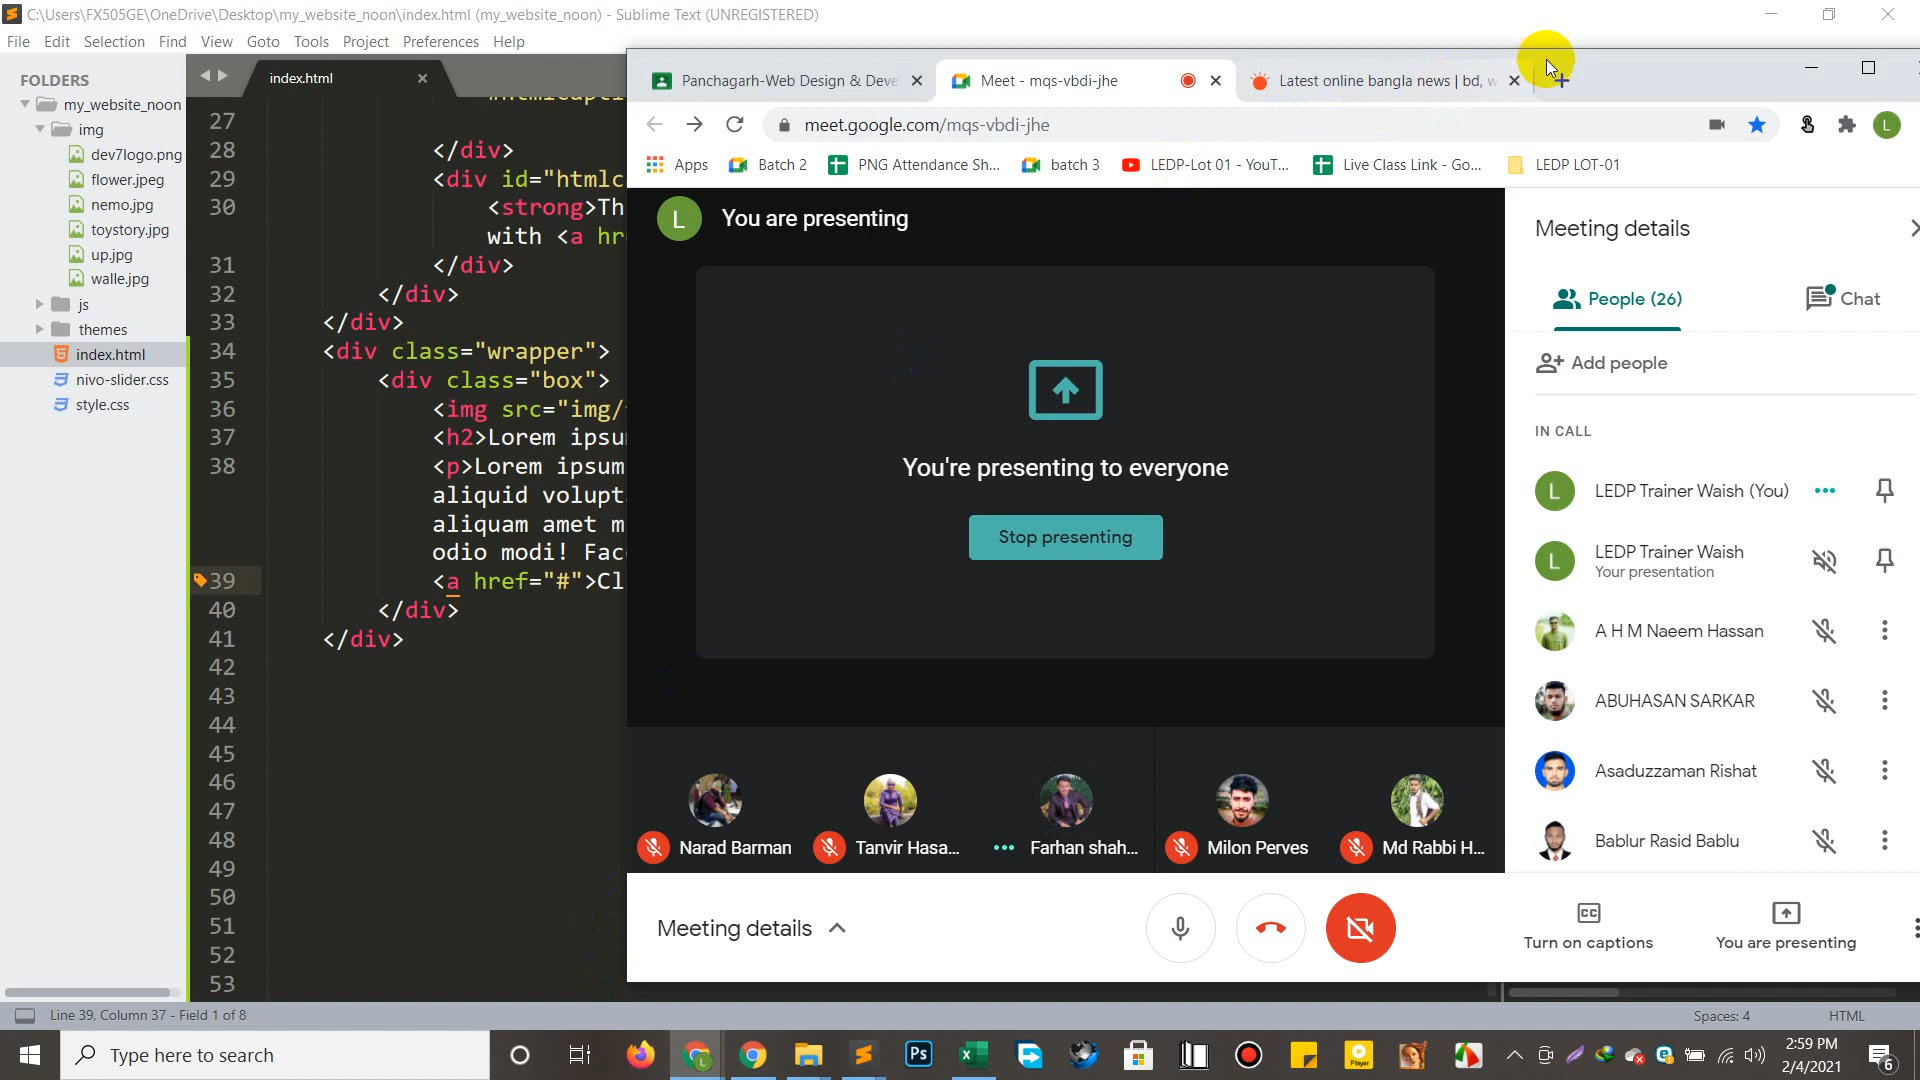 C:\Users\FX505GE\OneDrive\Desktop\my_website_noon\index.html (my_website_noon) - Sublime Text (UNREGISTERED)
File Edit Selection Find View Goto Tools Project Preferences Help
FOLDERS
my_website_noon
img
dev7logo.png
flower.jpeg
nemo.jpg
toystory.jpg
up.jpg
walle.jpg
js
themes
index.html
nivo-slider.css
style.css
index.html
27
28 </div>
29 <div id="htmlc
30 <strong>Th
with <a hr
31 </div>
32 </div>
33 </div>
34 <div class="wrapper">
35 <div class="box">
36 <img src="img/
37 <h2>Lorem ipsu
38 <p>Lorem ipsum
aliquid volupt
aliquam amet m
odio modi! Fac
39 <a href="#">Cl
40 </div>
41 </div>
42
43
44
45
46
47
48
49
50
51
52
53
Panchagarh-Web Design & Deve
Meet - mqs-vbdi-jhe
Latest online bangla news | bd, w
meet.google.com/mqs-vbdi-jhe
L
Apps Batch 2 PNG Attendance Sh... batch 3 LEDP-Lot 01 - YouT... Live Class Link - Go... LEDP LOT-01
L You are presenting
You're presenting to everyone
Stop presenting
Narad Barman Tanvir Hasa... Farhan shah... Milon Perves Md Rabbi H...
Meeting details
Meeting details
People (26) Chat
Add people
IN CALL
L LEDP Trainer Waish (You)
L LEDP Trainer Waish
Your presentation
A H M Naeem Hassan
ABUHASAN SARKAR
Asaduzzaman Rishat
Bablur Rasid Bablu
Turn on captions
You are presenting
Line 39, Column 37 - Field 1 of 8
Spaces: 4 HTML
Type here to search
Ps
2:59 PM
2/4/2021
6